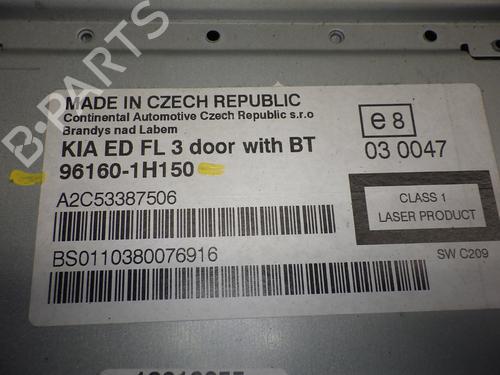 B-PARTS
MADE IN CZECH REPUBLIC
Continental Automotive Czech Republic s.r.o
Brandys nad Labem
KIA ED FL 3 door with BT
96160-1H150
e8
03 0047
A2C53387506
CLASS 1
LASER PRODUCT
BS0110380076916
SW C209